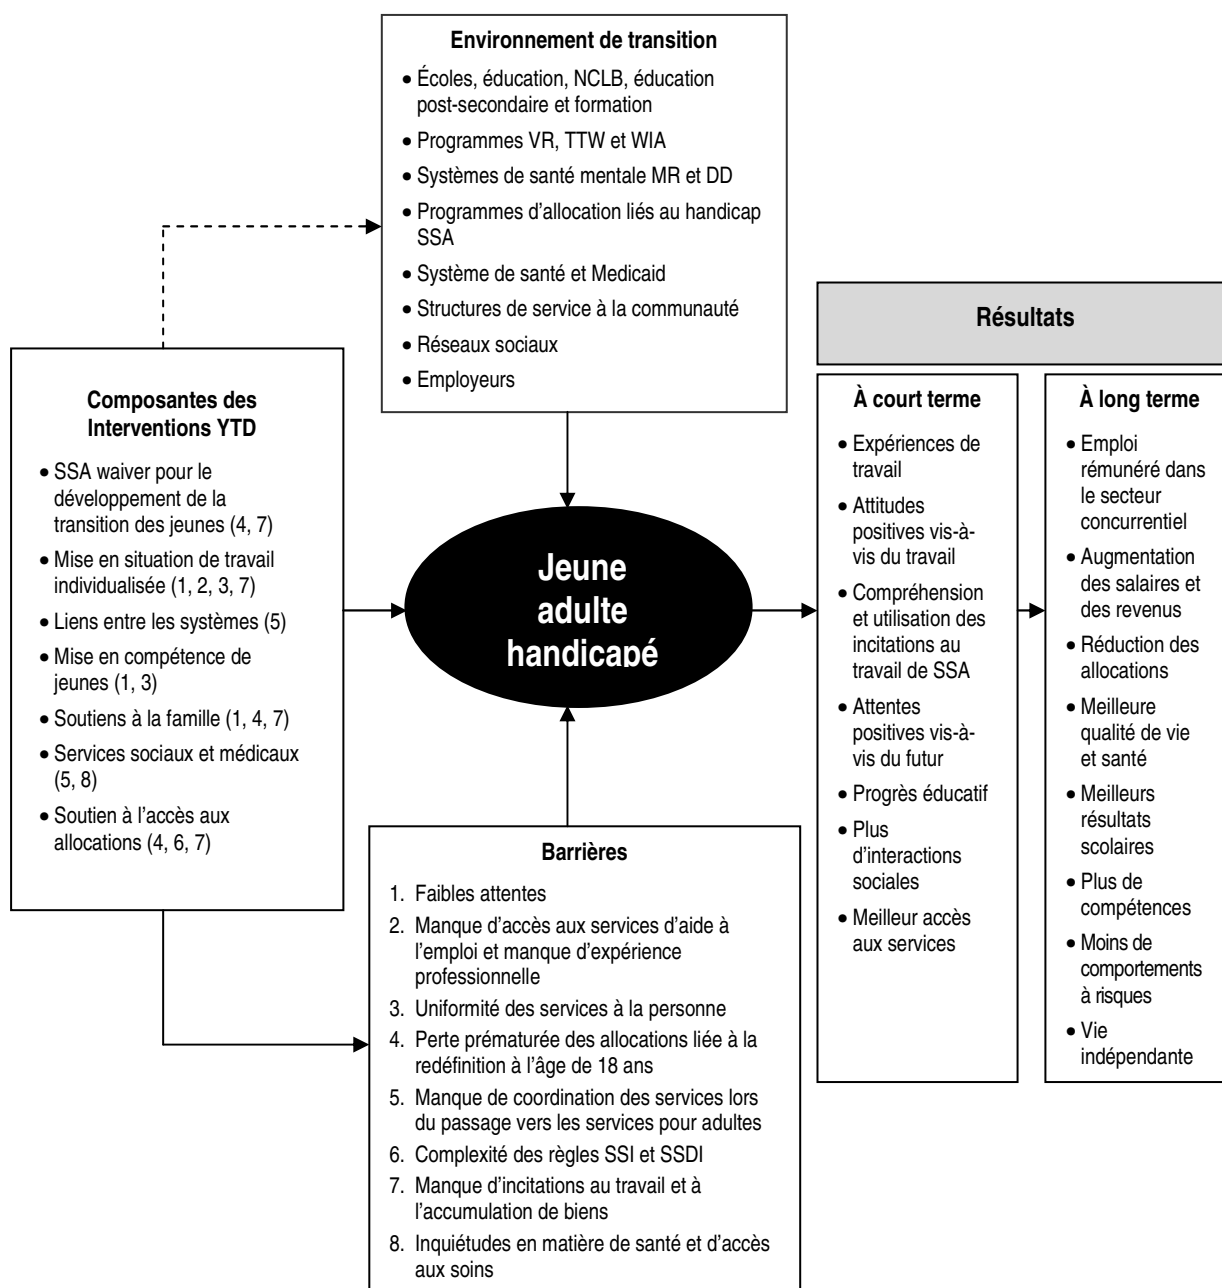 Environnement de transition
• Écoles, éducation, NCLB, éducation
post-secondaire et formation
• Programmes VR, TTW et WIA
• Systèmes de santé mentale MR et DD
• Programmes d’allocation liés au handicap
SSA
• Système de santé et Medicaid
• Structures de service à la communauté
• Réseaux sociaux
• Employeurs
Composantes des
Interventions YTD
• SSA waiver pour le
développement de la
transition des jeunes (4, 7)
• Mise en situation de travail
individualisée (1, 2, 3, 7)
• Liens entre les systèmes (5)
• Mise en compétence de
jeunes (1, 3)
• Soutiens à la famille (1, 4, 7)
• Services sociaux et médicaux
(5, 8)
• Soutien à l’accès aux
allocations (4, 6, 7)
Jeune
adulte
handicapé
Barrières
1. Faibles attentes
2. Manque d’accès aux services d’aide à
l’emploi et manque d’expérience
professionnelle
3. Uniformité des services à la personne
4. Perte prématurée des allocations liée à la
redéfinition à l’âge de 18 ans
5. Manque de coordination des services lors
du passage vers les services pour adultes
6. Complexité des règles SSI et SSDI
7. Manque d’incitations au travail et à
l’accumulation de biens
8. Inquiétudes en matière de santé et d’accès
aux soins
Résultats
À court terme
• Expériences de
travail
• Attitudes
positives vis-à-
vis du travail
• Compréhension
et utilisation des
incitations au
travail de SSA
• Attentes
positives vis-à-
vis du futur
• Progrès éducatif
• Plus
d’interactions
sociales
• Meilleur accès
aux services
À long terme
• Emploi
rémunéré dans
le secteur
concurrentiel
• Augmentation
des salaires et
des revenus
• Réduction des
allocations
• Meilleure
qualité de vie
et santé
• Meilleurs
résultats
scolaires
• Plus de
compétences
• Moins de
comportements
à risques
• Vie
indépendante